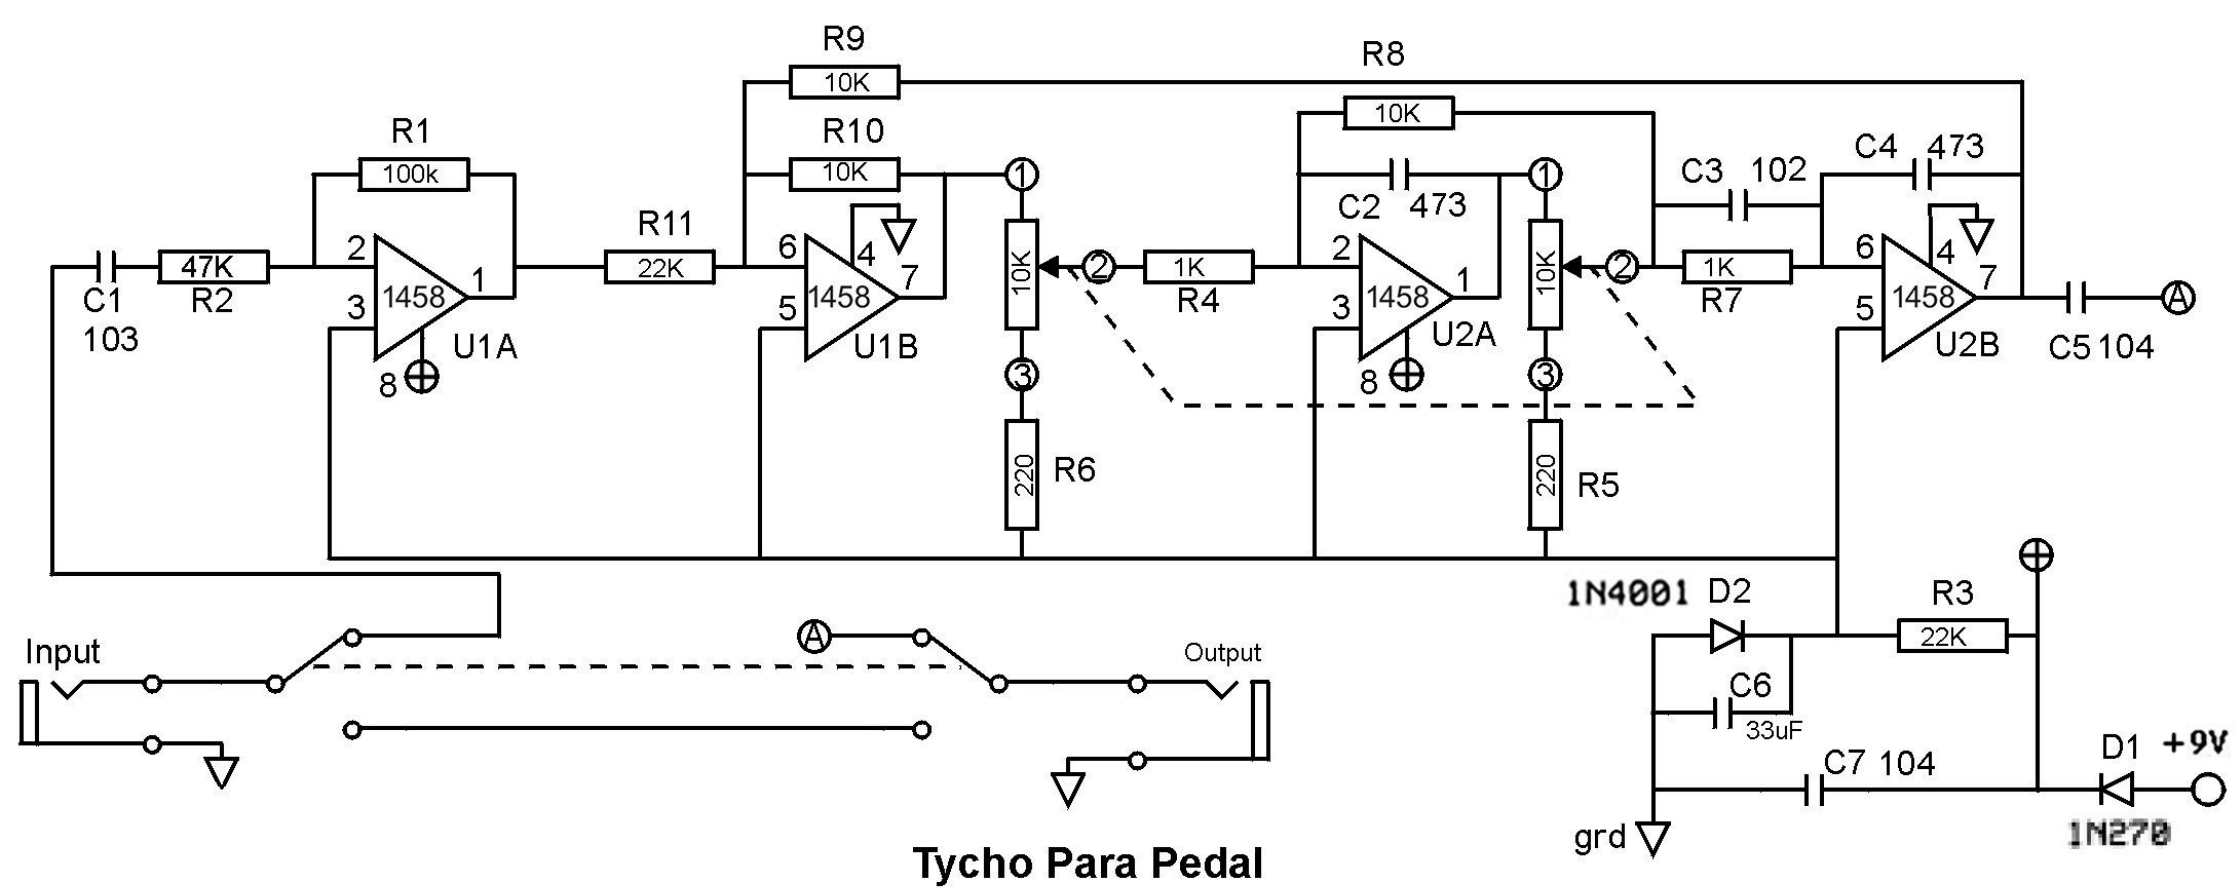 R9
10K
R8
10K
R1
100k
R10
10K
C4 473
C3 102
R11
22K
C2 473
C1
103
47K
R2
2
3
1
1458
U1A
8
6
5
4
7
1458
U1B
1
10K
2
3
220
R6
1K
R4
2
3
1
1458
U2A
8
1
10K
2
3
220
R5
1K
R7
6
5
4
7
1458
U2B
C5 104
A
Input
A
Output
1N4001 D2
R3
22K
C6
33uF
C7 104
D1 +9V
1N270
grd
Tycho Para Pedal